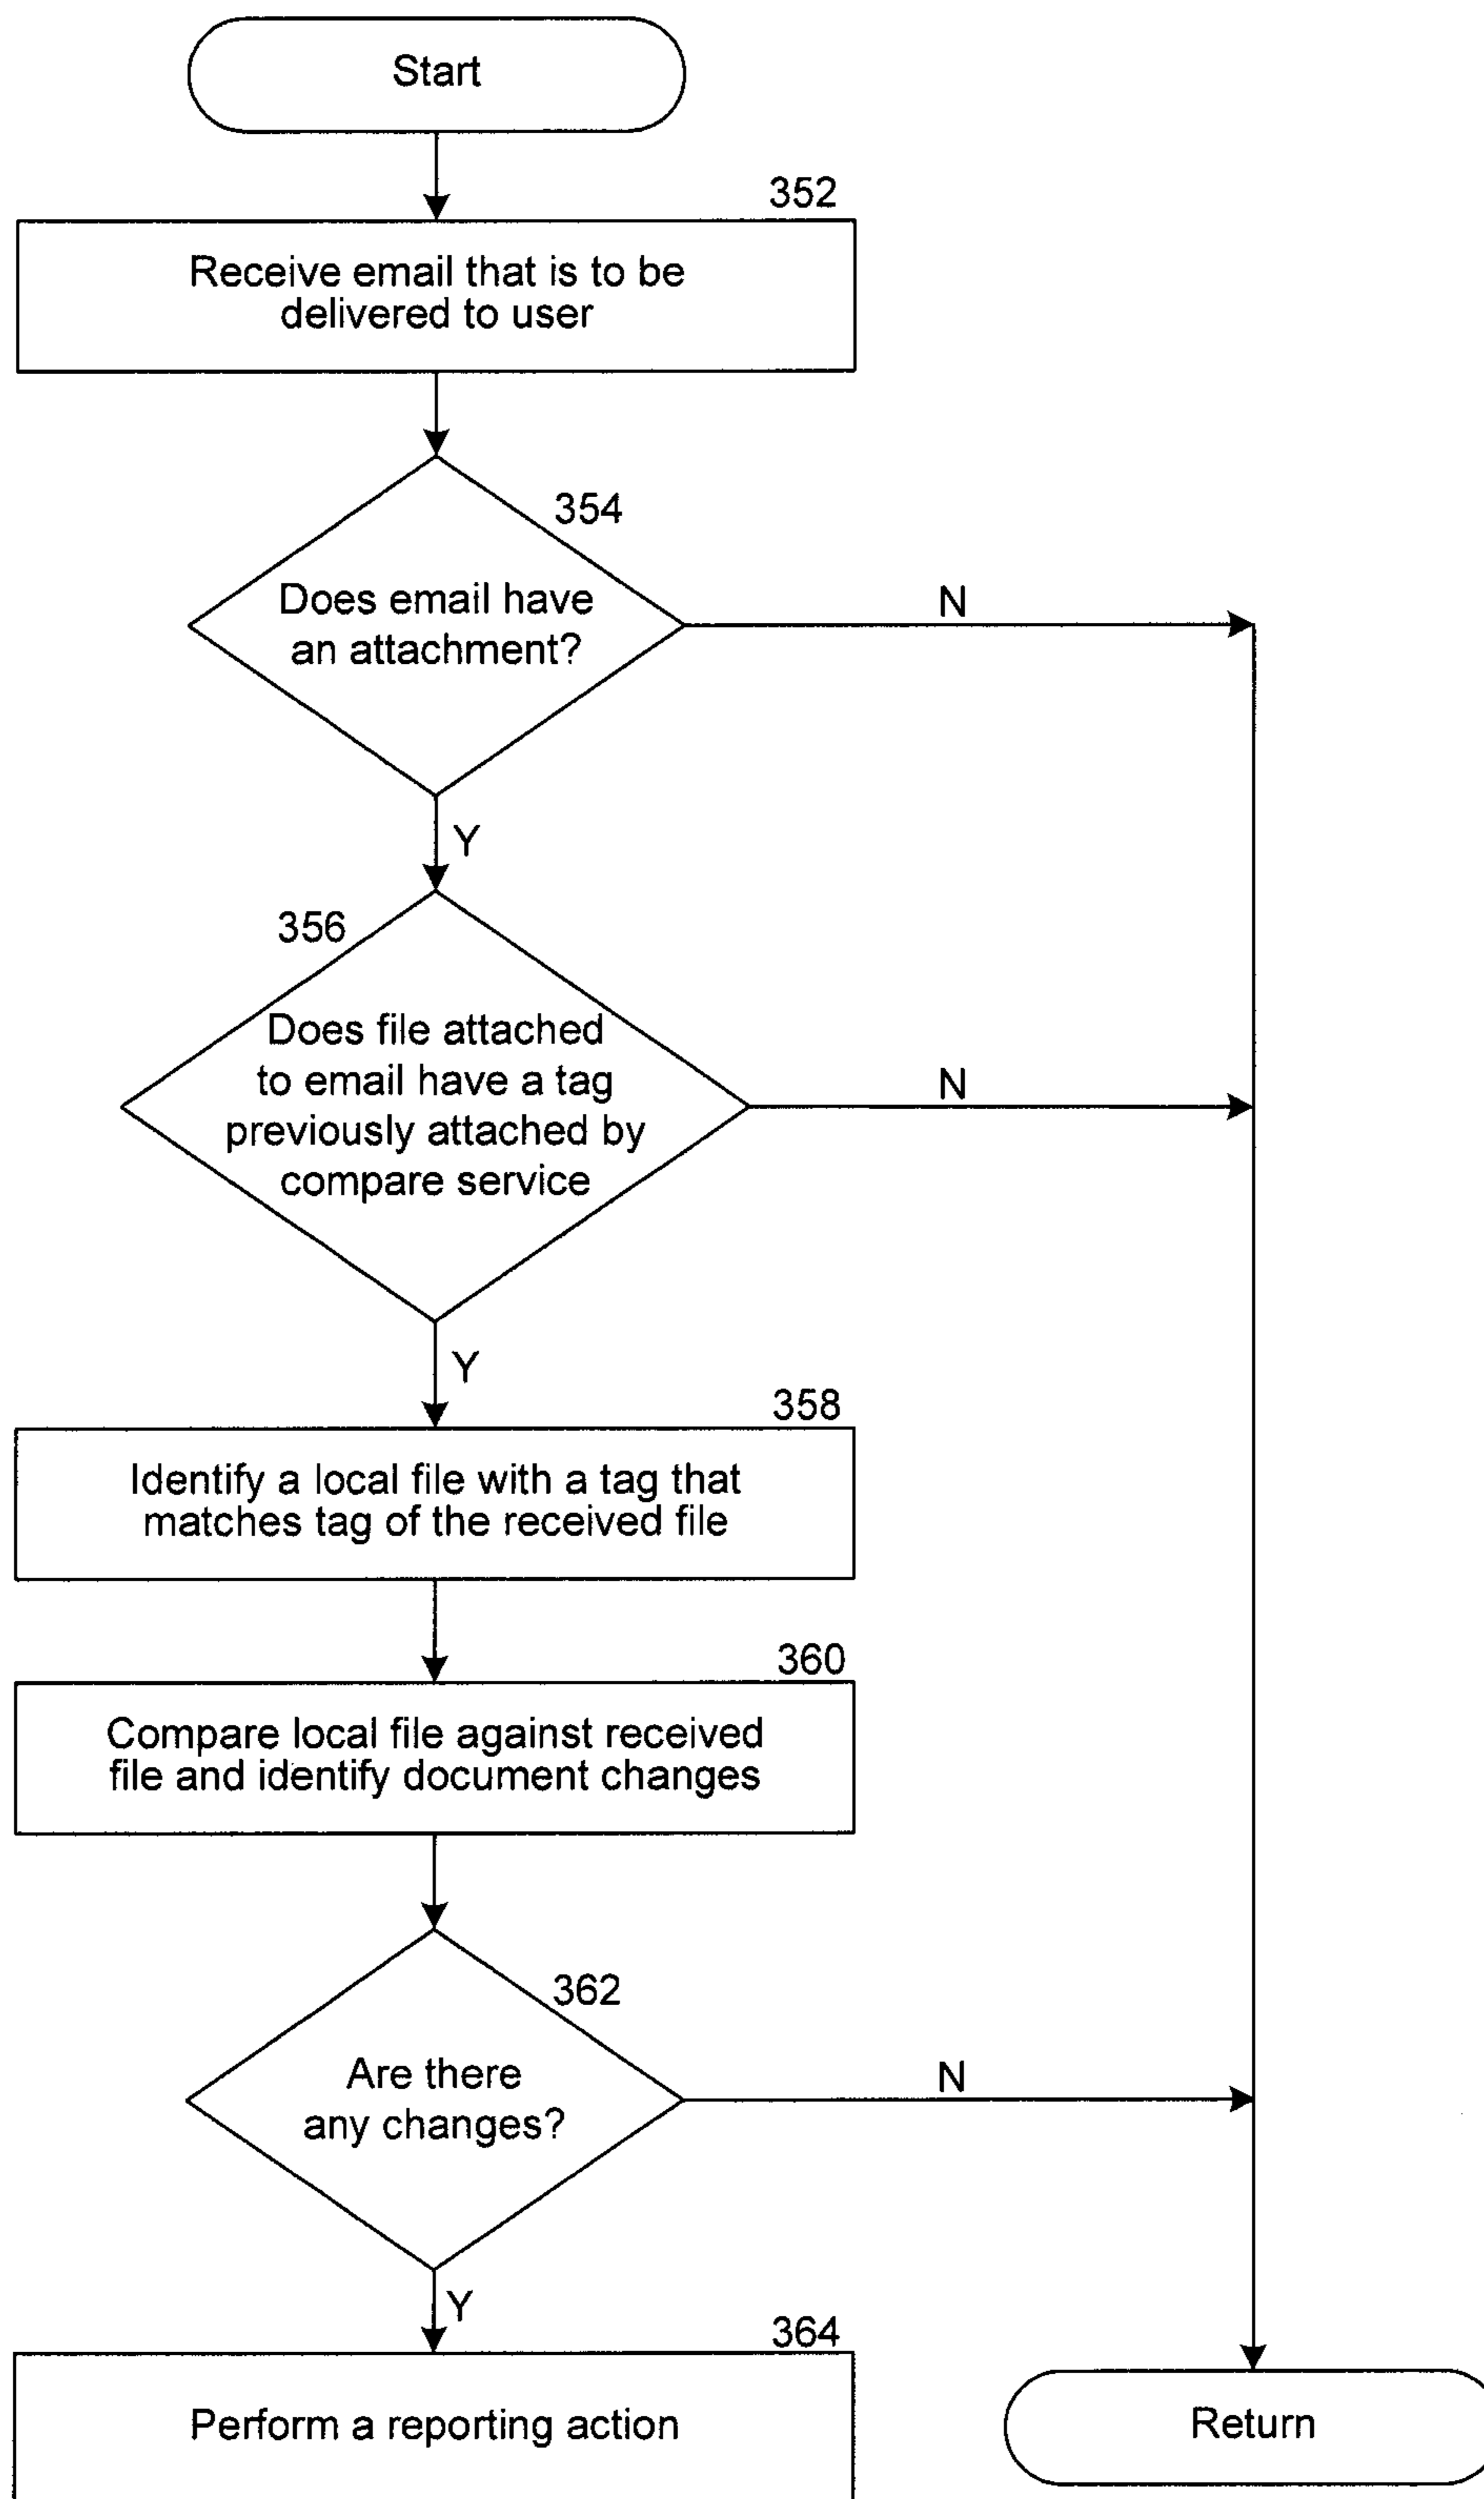 Start
352
Receive email that is to be
delivered to user
354
Does email have
an attachment?
N
Y
356
Does file attached
to email have a tag
previously attached by
compare service
N
Y
358
Identify a local file with a tag that
matches tag of the received file
360
Compare local file against received
file and identify document changes
362
Are there
any changes?
N
Y
364
Perform a reporting action
Return